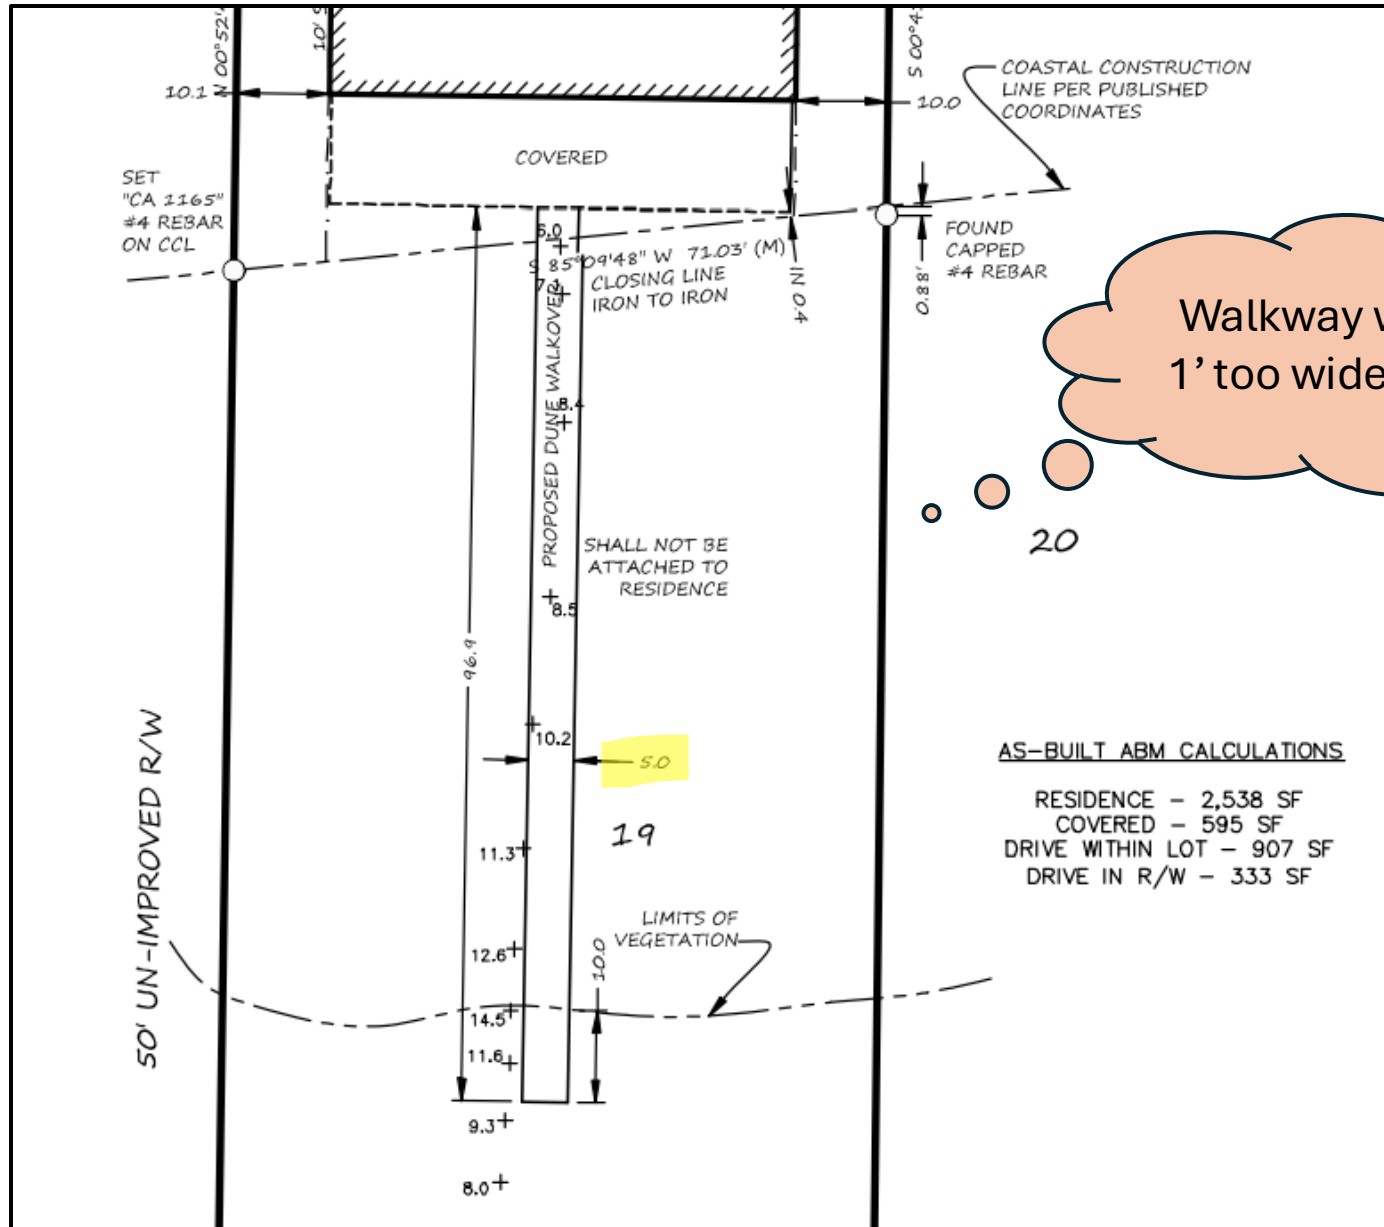 N 00°52'
10' S
S 00°4
10.1
10.0
COASTAL CONSTRUCTION
LINE PER PUBLISHED
COORDINATES
COVERED
SET
"CA 1165"
#4 REBAR
ON CCL
6.0
S 85°09'48" W 71.03' (M)
CLOSING LINE
IRON TO IRON
IN 0.4
0.88'
FOUND
CAPPED
#4 REBAR
Walkway
1' too wide
PROPOSED DUNE WALKOVER
8.4
20
SHALL NOT BE
ATTACHED TO
RESIDENCE
8.5
96.9
10.2
5.0
50' UN-IMPROVED R/W
19
11.3
AS-BUILT ABM CALCULATIONS
RESIDENCE - 2,538 SF
COVERED - 595 SF
DRIVE WITHIN LOT - 907 SF
DRIVE IN R/W - 333 SF
LIMITS OF
VEGETATION
12.6
10.0
14.5
11.6
9.3
8.0